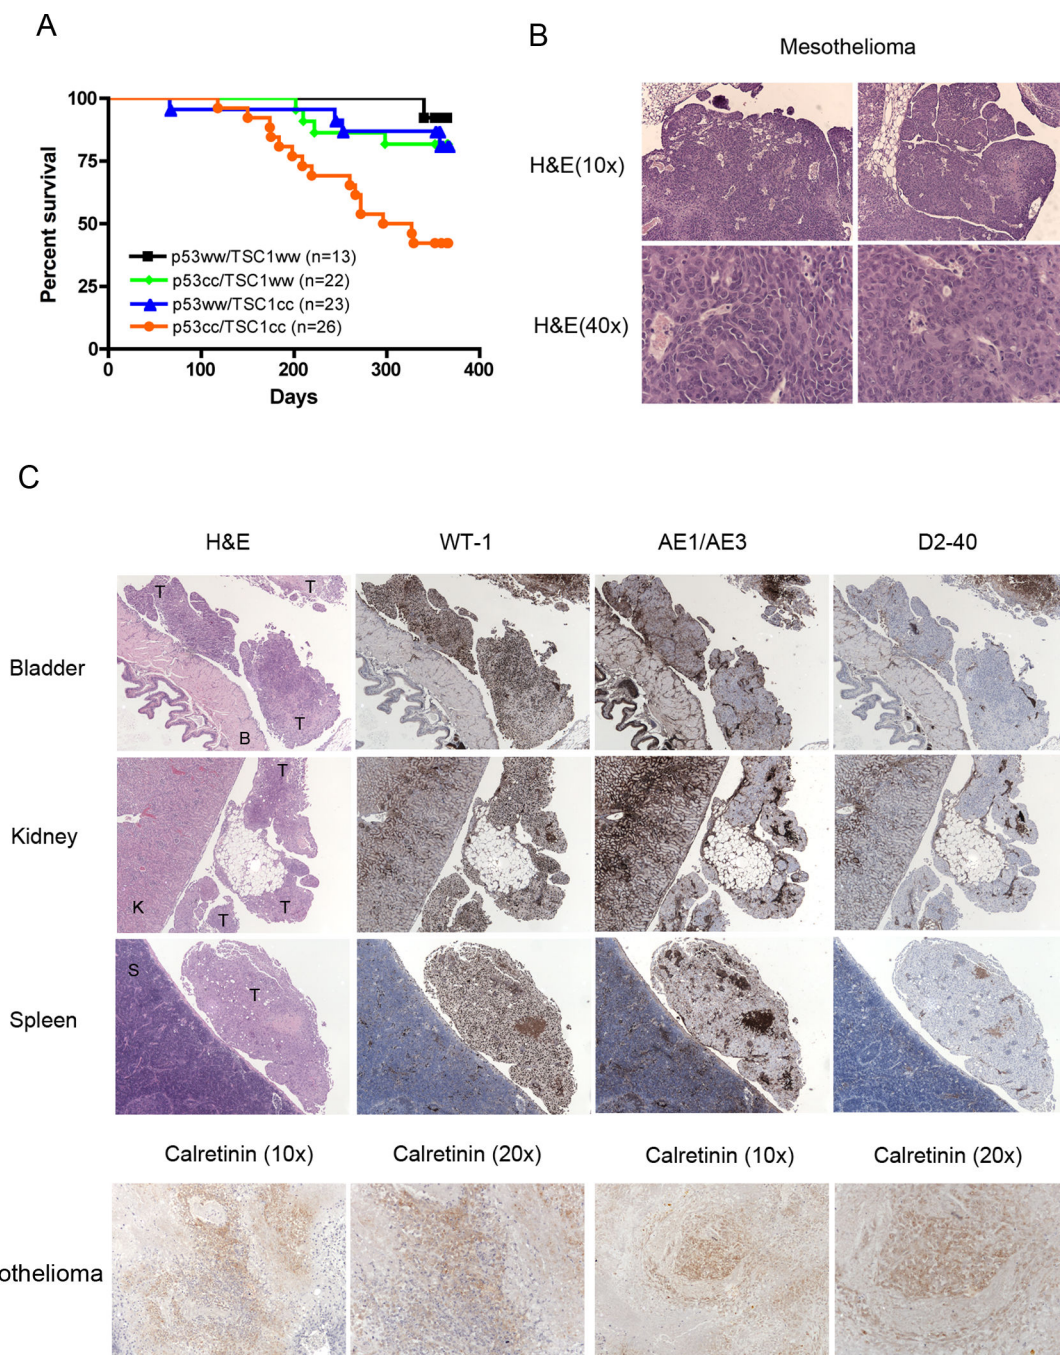 A
B
Mesothelioma
100
75
50
25
0
Percent survival
p53ww/TSC1ww (n=13)
p53cc/TSC1ww (n=22)
p53ww/TSC1cc (n=23)
p53cc/TSC1cc (n=26)
0 100 200 300 400
Days
H&E(10x)
H&E(40x)
C
H&E WT-1 AE1/AE3 D2-40
Bladder
T T
T
B
Kidney
T
K T T
Spleen
S T
Calretinin (10x) Calretinin (20x) Calretinin (10x) Calretinin (20x)
othelioma